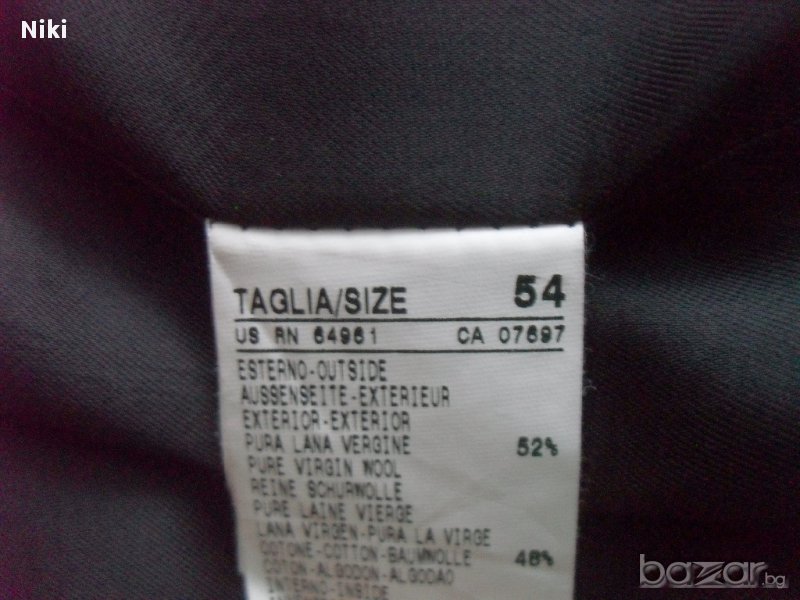 Niki
TAGLIA/SIZE 54
US RN 64961 CA 07697
ESTERNO-OUTSIDE
AUSSENSEITE-EXTERIEUR
EXTERIOR-EXTERIOR
PURA LANA VERGINE 52%
PURE VIRGIN WOOL
REINE SCHURWOLLE
PURE LAINE VIERGE
LANA VIRGEN-PURA LA VIRGE
COTONE-COTTON-BAUMWOLLE 48%
COTON-ALGODON-ALGODAO
INTERNO-INSIDE
bazar.bg